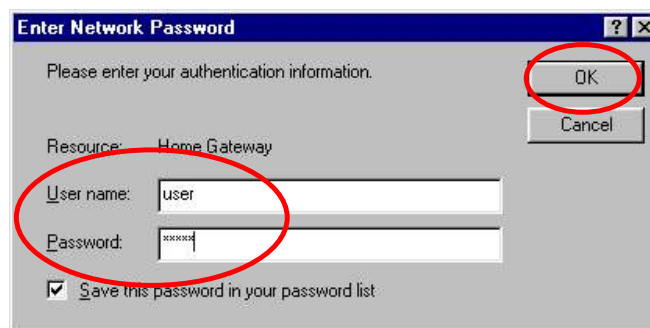 Enter Network Password
Please enter your authentication information.
OK
Cancel
Resource: Home Gateway
User name: user
Password: *****
Save this password in your password list